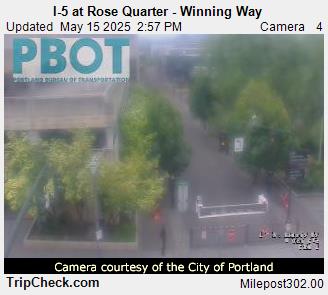 I-5 at Rose Quarter - Winning Way
Updated May 15 2025 2:57 PM Camera 4
PBOT
PORTLAND BUREAU OF TRANSPORTATION
Camera courtesy of the City of Portland
TripCheck.com Milepost302.00